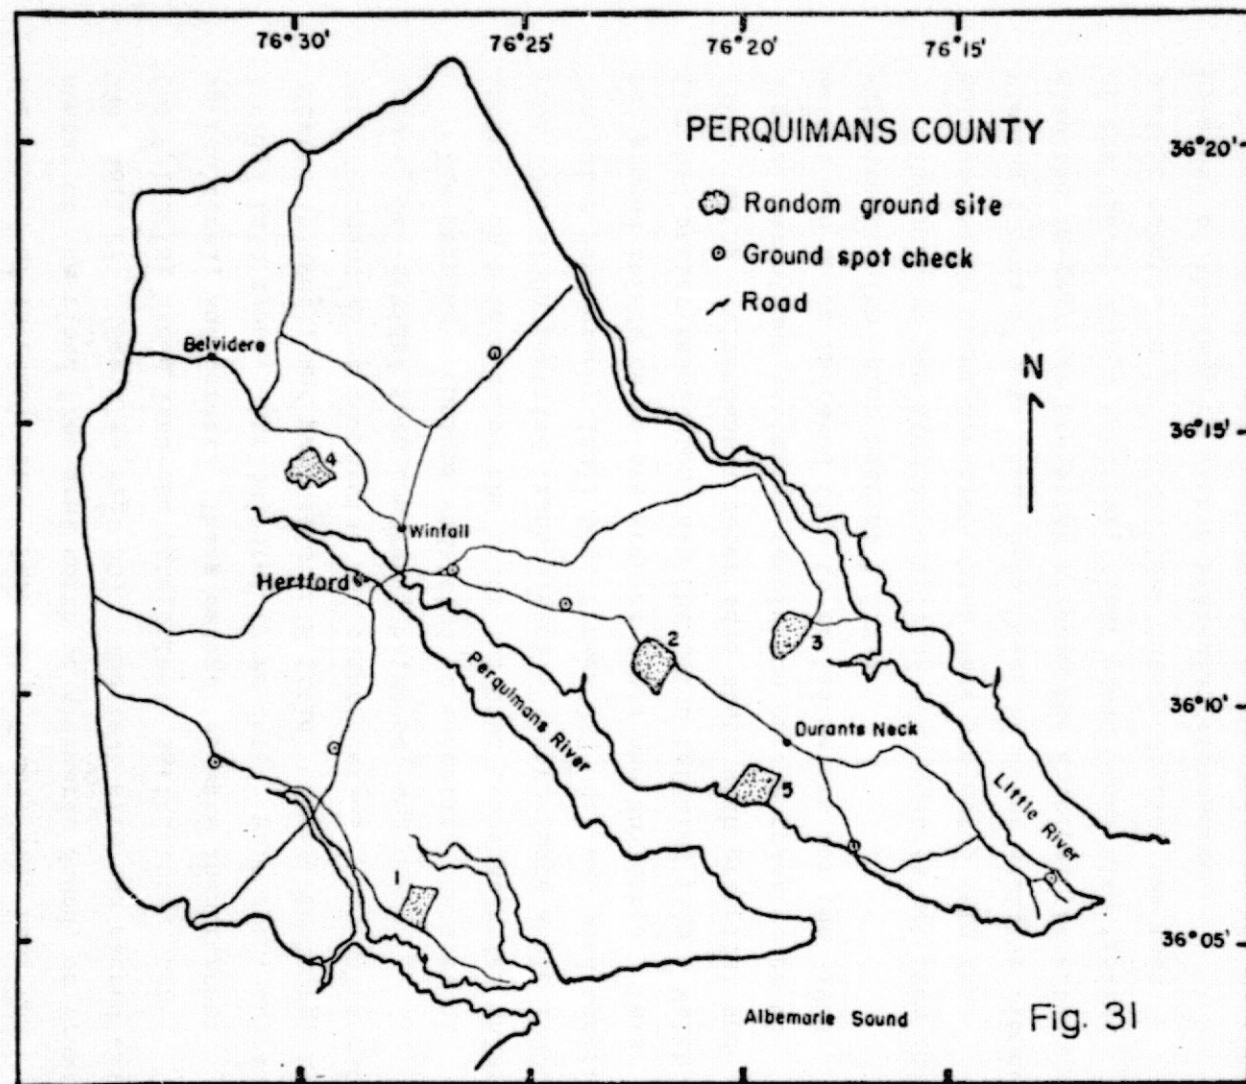 76°30'
76°25'
76°20'
76°15'
PERQUIMANS COUNTY
36°20'
Random ground site
Ground spot check
Road
N
Belvidere
36°15'
4
Winfall
Hertford
2
3
Perquimans River
36°10'
Durants Neck
5
Little River
1
36°05'
Albemarle Sound
Fig. 31